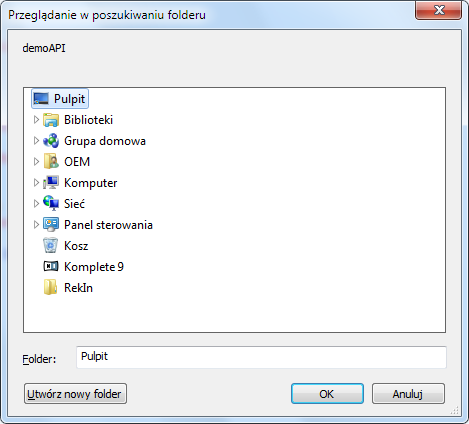 Przeglądanie w poszukiwaniu folderu
demoAPI
Pulpit
Biblioteki
Grupa domowa
OEM
Komputer
Sieć
Panel sterowania
Kosz
Komplete 9
RekIn
Folder: Pulpit
Utwórz nowy folder OK Anuluj